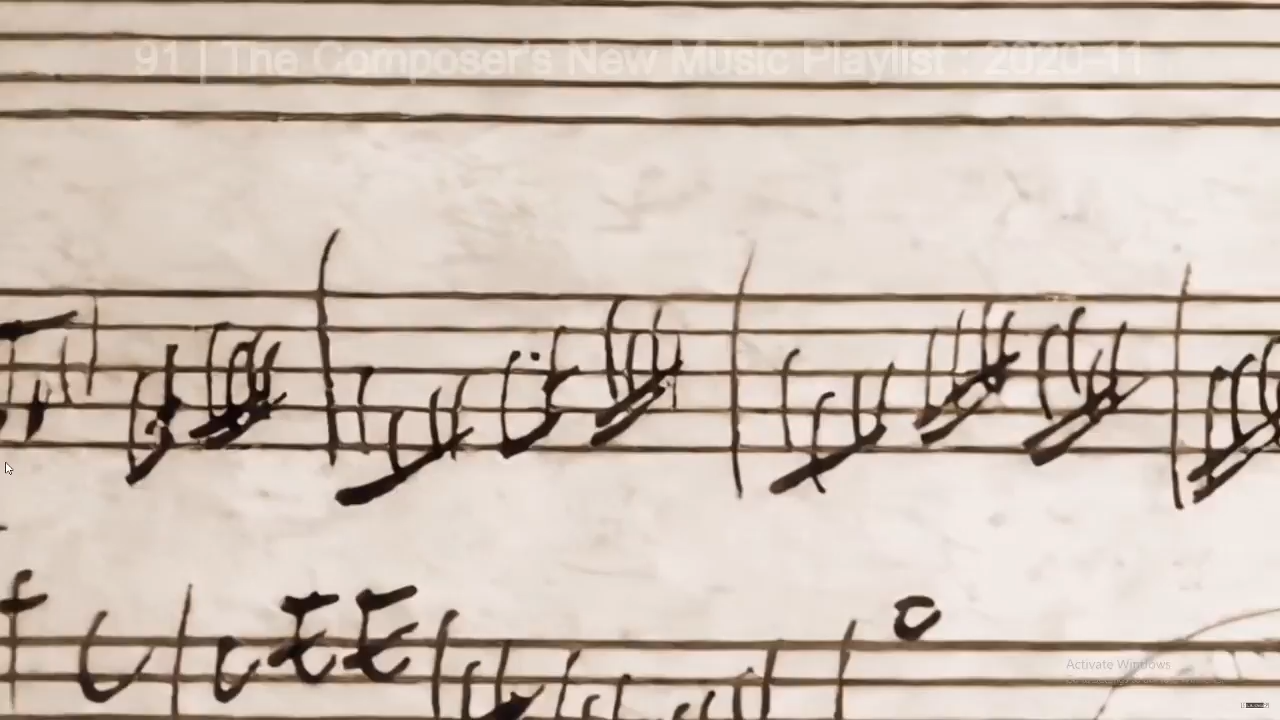 91 | The Composer's New Music Playlist : 2020-11
Activate Windows